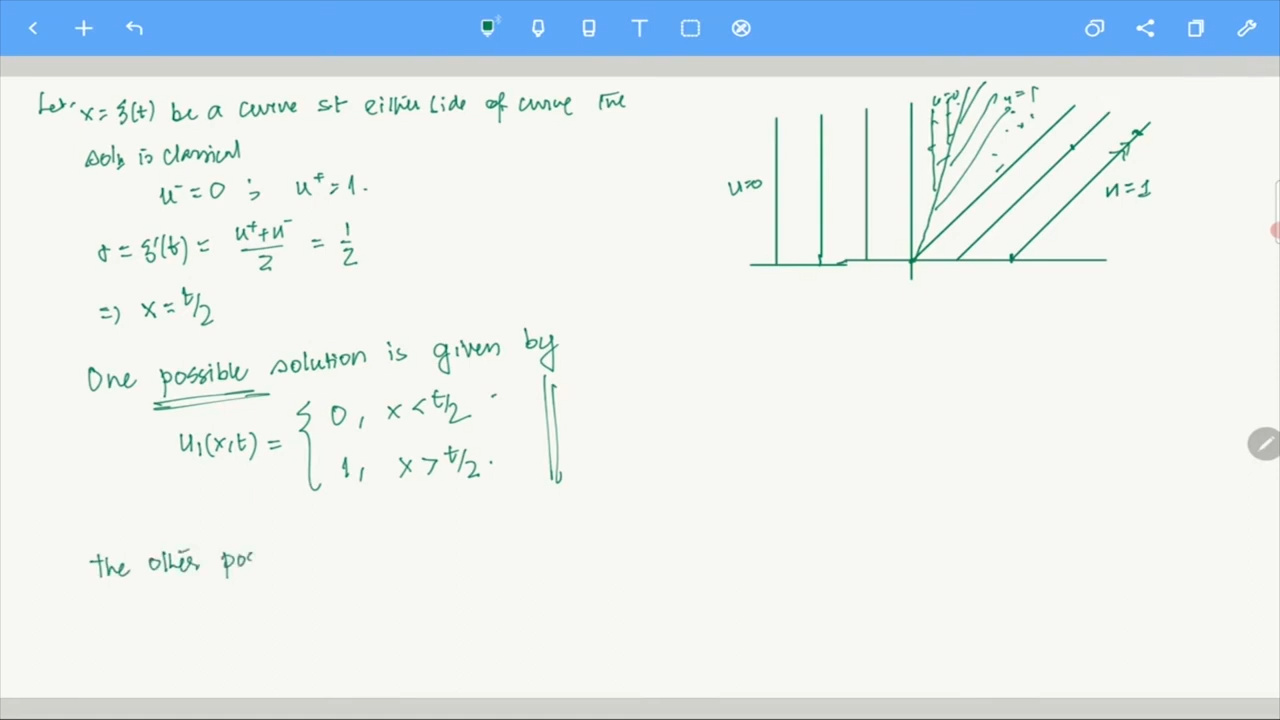 Let x = ξ(t) be a curve st either side of curve the
soln is classical
u⁻ = 0 ; u⁺ = 1.
σ = ξ'(t) = (u⁺+u⁻)/2 = 1/2
⇒ x = t/2
One possible solution is given by
u₁(x,t) = { 0, x < t/2
1, x > t/2.
the other pos
u=0
u=0
u=1
u=1